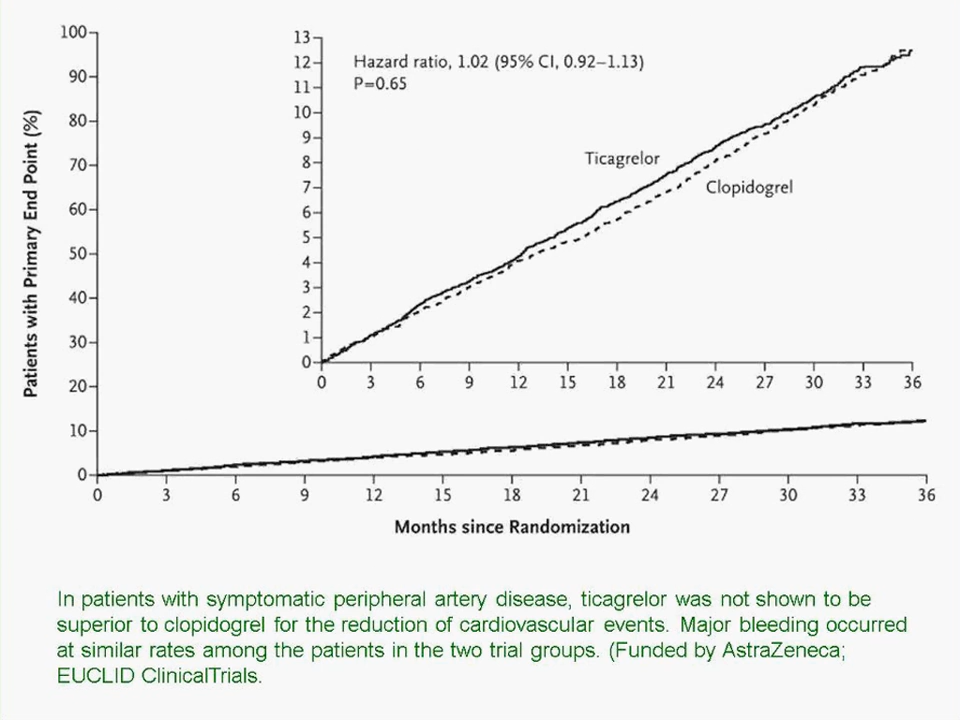 Patients with Primary End Point (%)
100
90
80
70
60
50
40
30
20
10
0
13
12
11
10
9
8
7
6
5
4
3
2
1
0
Hazard ratio, 1.02 (95% CI, 0.92–1.13)
P=0.65
Ticagrelor
Clopidogrel
0 3 6 9 12 15 18 21 24 27 30 33 36
0 3 6 9 12 15 18 21 24 27 30 33 36
Months since Randomization
In patients with symptomatic peripheral artery disease, ticagrelor was not shown to be
superior to clopidogrel for the reduction of cardiovascular events. Major bleeding occurred
at similar rates among the patients in the two trial groups. (Funded by AstraZeneca;
EUCLID ClinicalTrials.